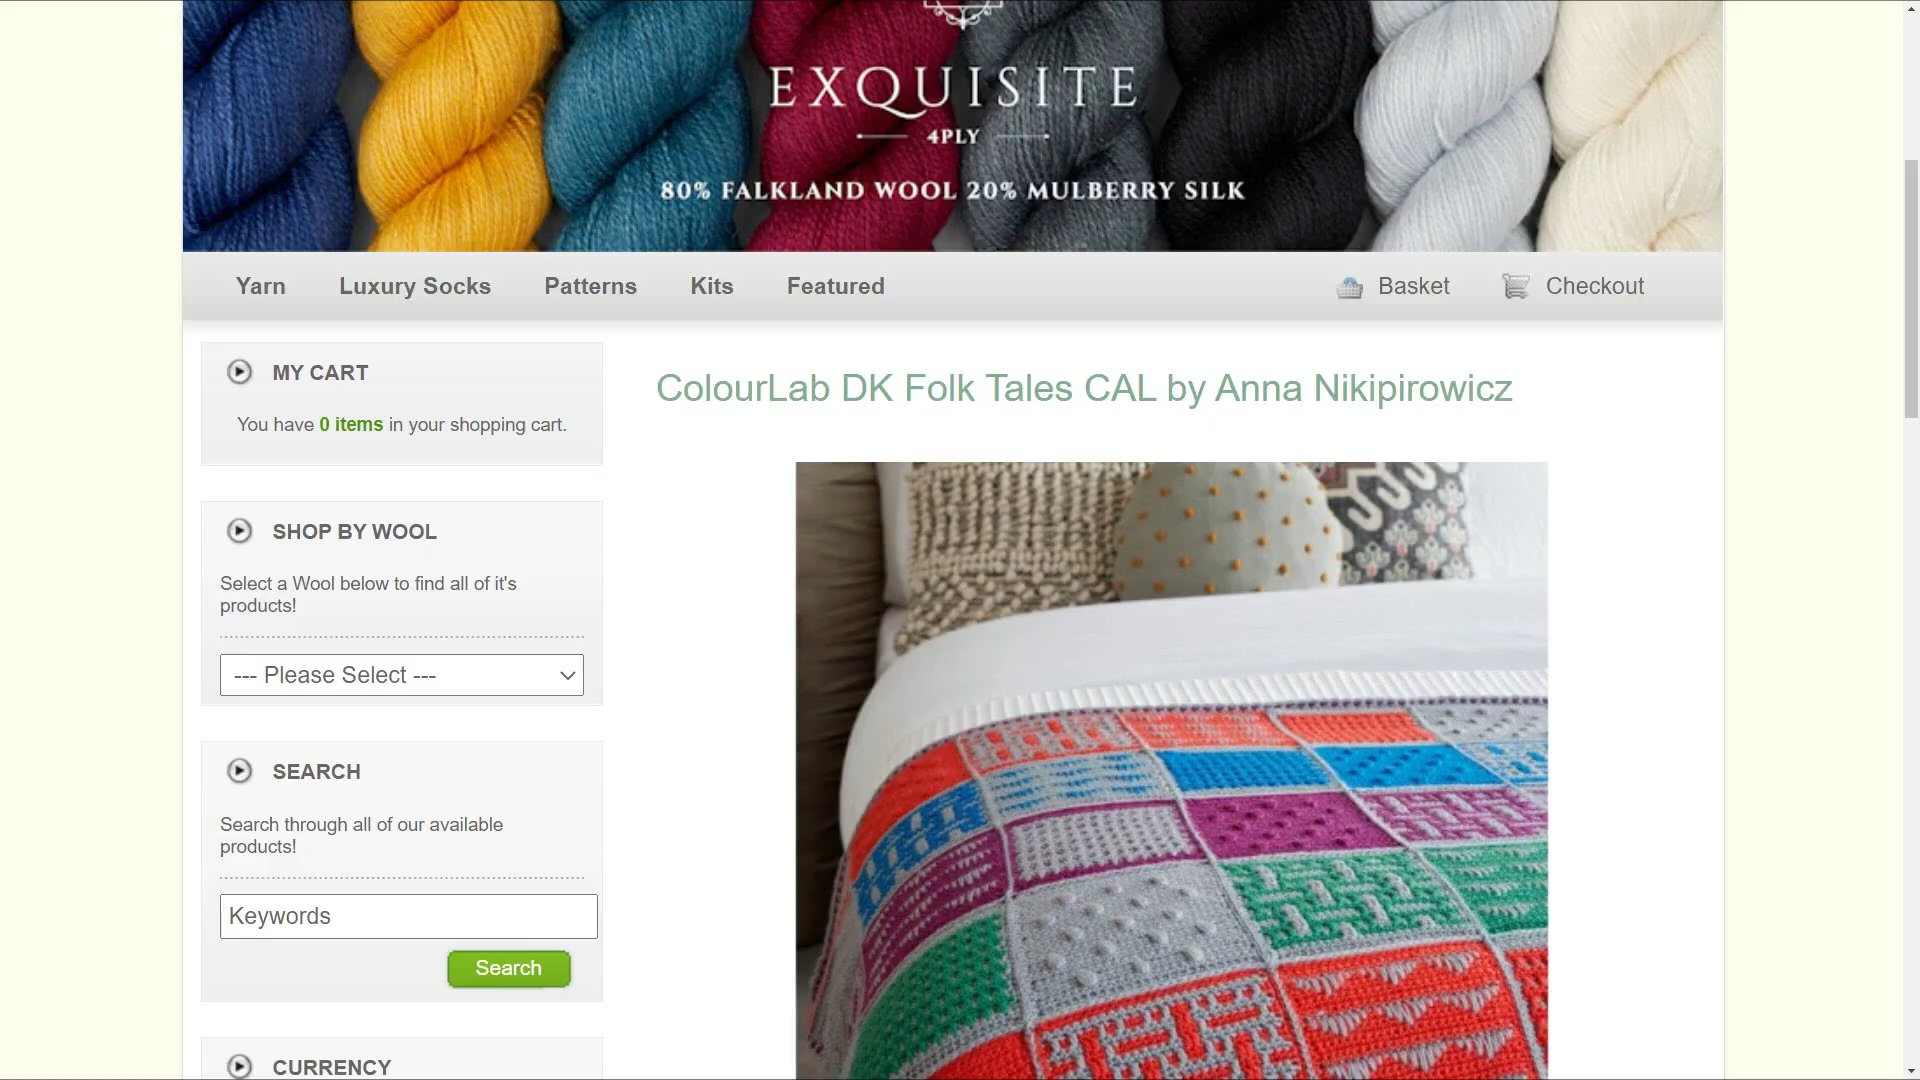 EXQUISITE
4PLY
80% FALKLAND WOOL 20% MULBERRY SILK
Yarn Luxury Socks Patterns Kits Featured Basket Checkout
MY CART
You have 0 items in your shopping cart.
SHOP BY WOOL
Select a Wool below to find all of it's
products!
--- Please Select ---
SEARCH
Search through all of our available
products!
Keywords
Search
CURRENCY
ColourLab DK Folk Tales CAL by Anna Nikipirowicz